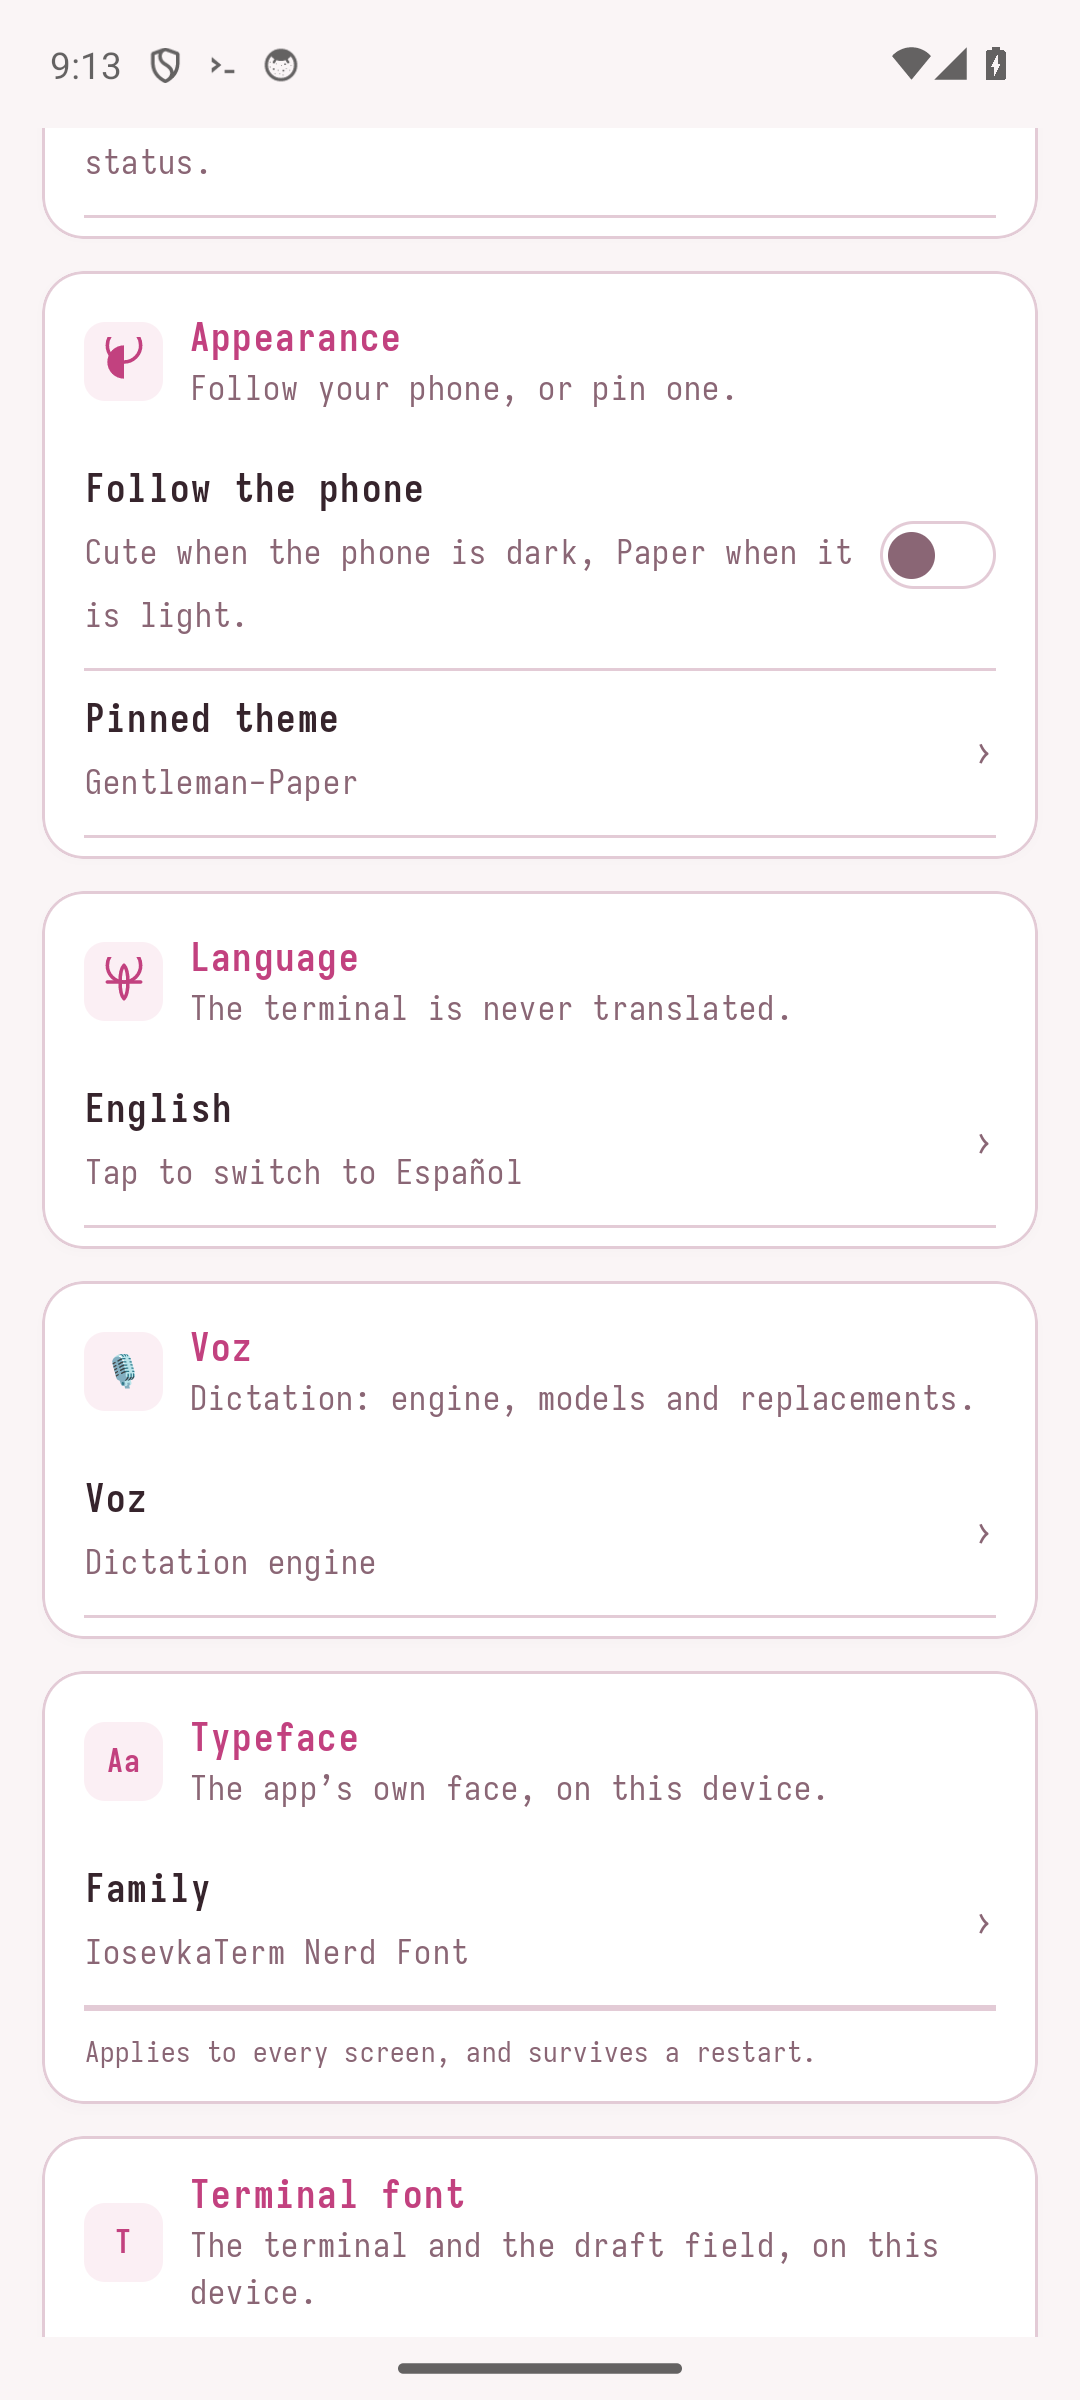 9:13
status.
Appearance
Follow your phone, or pin one.
Follow the phone
Cute when the phone is dark, Paper when it
is light.
Pinned theme
Gentleman-Paper
›
Language
The terminal is never translated.
English
Tap to switch to Español
›
Voz
Dictation: engine, models and replacements.
Voz
Dictation engine
›
Aa
Typeface
The app’s own face, on this device.
Family
IosevkaTerm Nerd Font
›
Applies to every screen, and survives a restart.
T
Terminal font
The terminal and the draft field, on this
device.